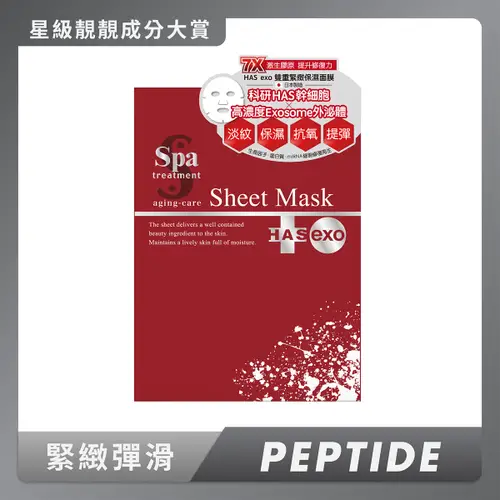 星級靚靚成分大賞
7X 激生膠原 提升修復力
HAS exo 雙重緊緻保濕面膜
日本製造
科研HAS幹細胞
×
高濃度Exosome外泌體
淡紋 保濕 抗氧 提彈
Spa
treatment
aging-care
Sheet Mask
The sheet delivers a well contained
beauty ingredient to the skin.
Maintains a lively skin full of moisture.
HAS exo
緊緻彈滑
PEPTIDE